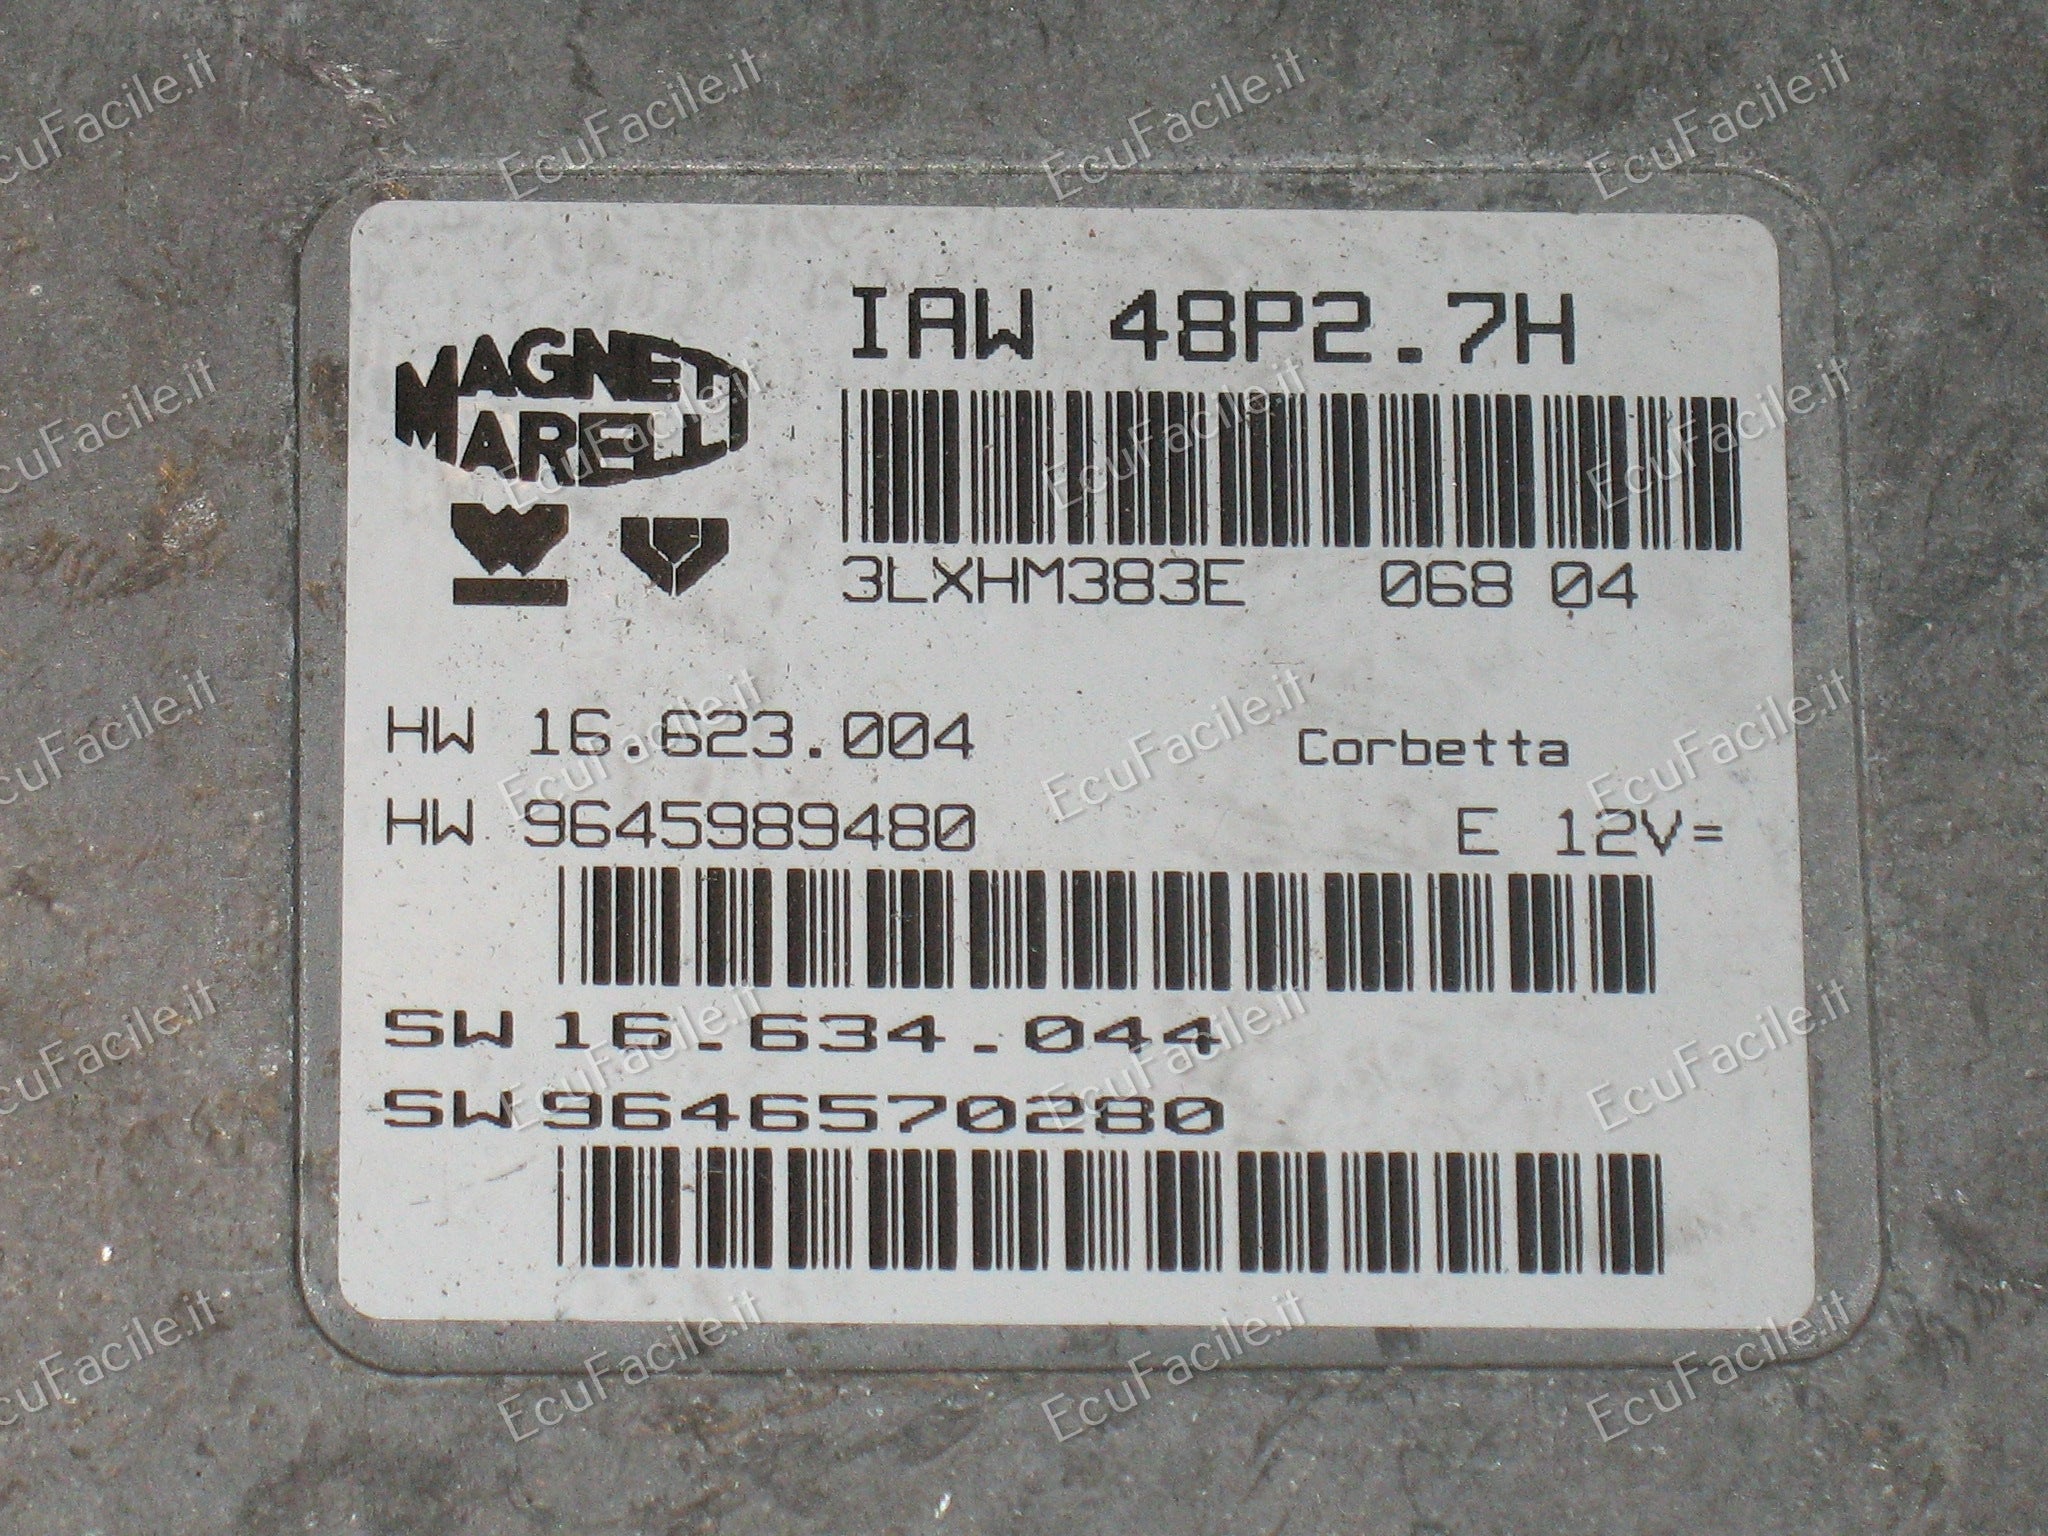 MAGNETI
MARELLI
IAW 48P2.7H
3LXHM383E 068 04
HW 16.623.004 Corbetta
HW 9645989480 E 12V=
SW 16.634.044
SW 9646570280
EcuFacile.it